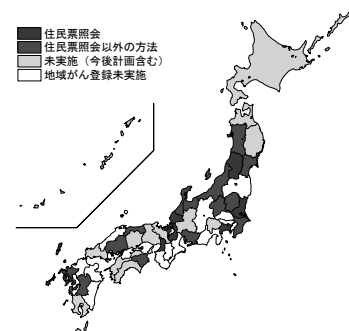 住民票照会
住民票照会以外の方法
未実施（今後計画含む）
地域がん登録未実施